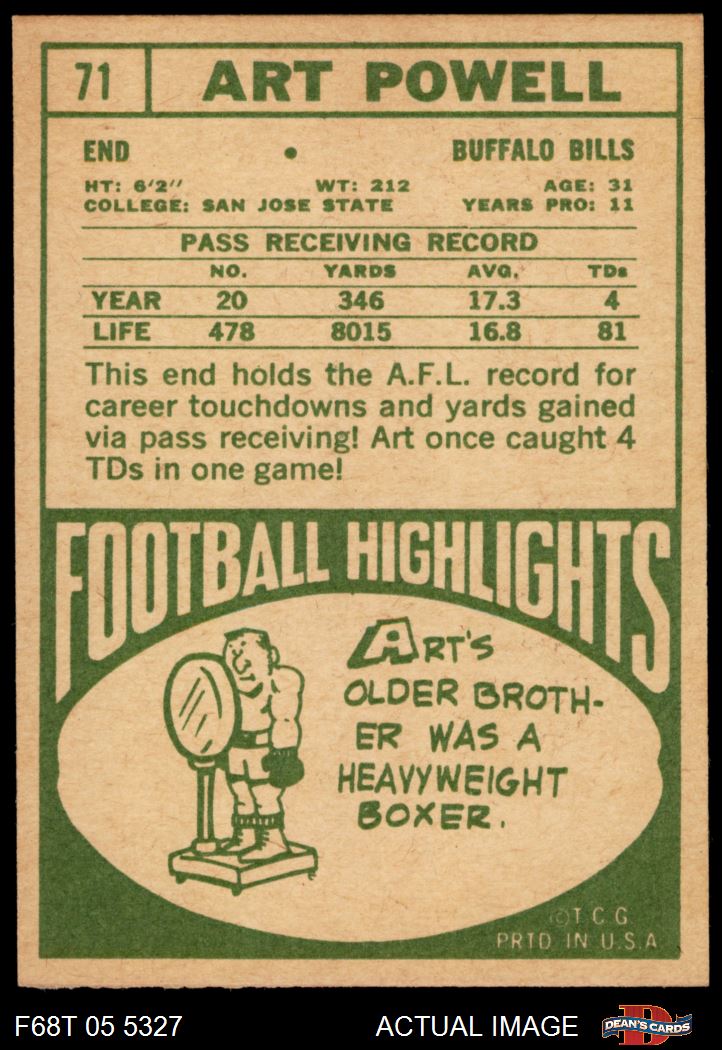 71 ART POWELL
END • BUFFALO BILLS
HT: 6'2" WT: 212 AGE: 31
COLLEGE: SAN JOSE STATE YEARS PRO: 11
PASS RECEIVING RECORD
NO. YARDS AVG. TDs
YEAR 20 346 17.3 4
LIFE 478 8015 16.8 81
This end holds the A.F.L. record for
career touchdowns and yards gained
via pass receiving! Art once caught 4
TDs in one game!
FOOTBALL HIGHLIGHTS
ART'S
OLDER BROTH-
ER WAS A
HEAVYWEIGHT
BOXER.
©T.C.G.
PRTD IN U.S.A.
F68T 05 5327 ACTUAL IMAGE D DEAN'S CARDS